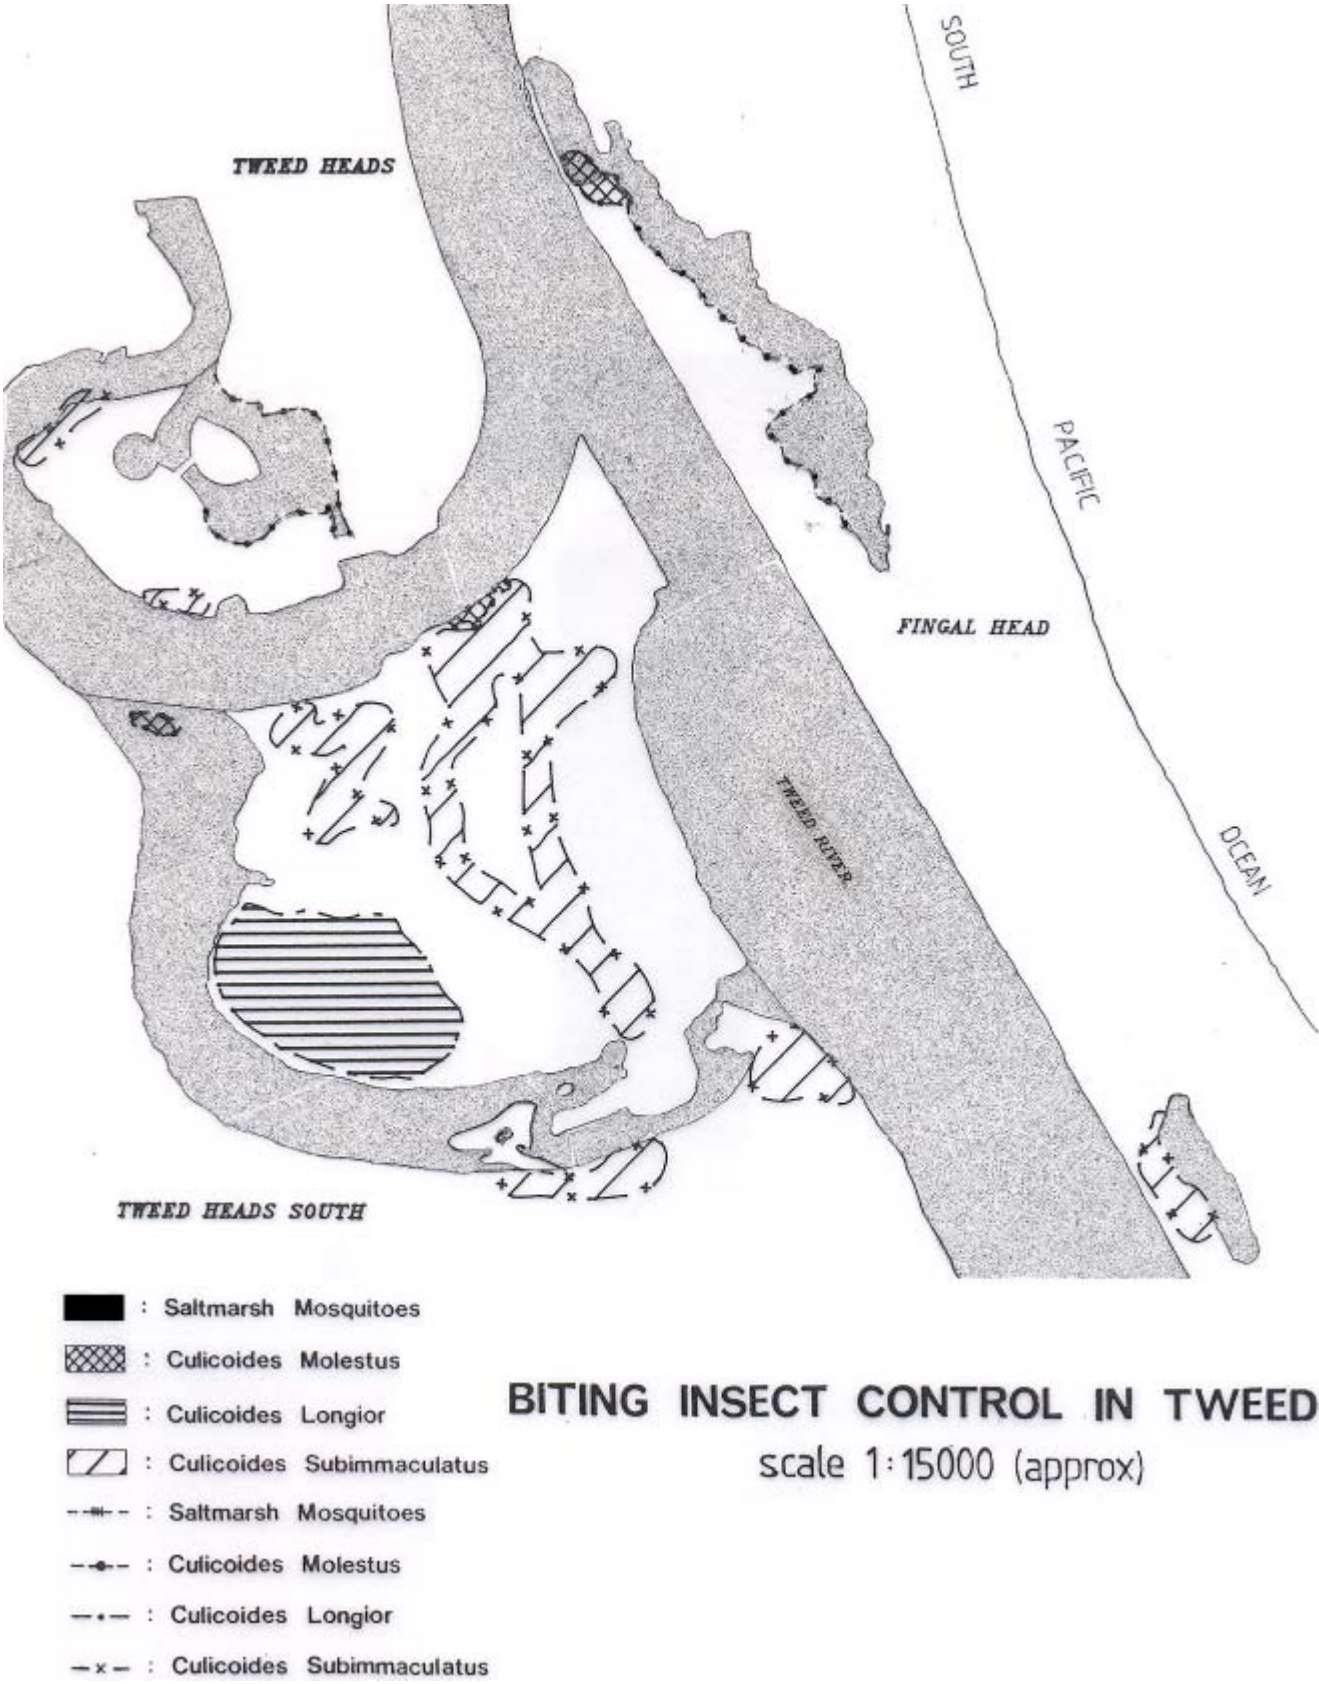 SOUTH
TWEED HEADS
PACIFIC
FINGAL HEAD
TWEED RIVER
OCEAN
TWEED HEADS SOUTH
: Saltmarsh Mosquitoes
: Culicoides Molestus
: Culicoides Longior
: Culicoides Subimmaculatus
: Saltmarsh Mosquitoes
: Culicoides Molestus
: Culicoides Longior
: Culicoides Subimmaculatus
BITING INSECT CONTROL IN TWEED
scale 1:15000 (approx)